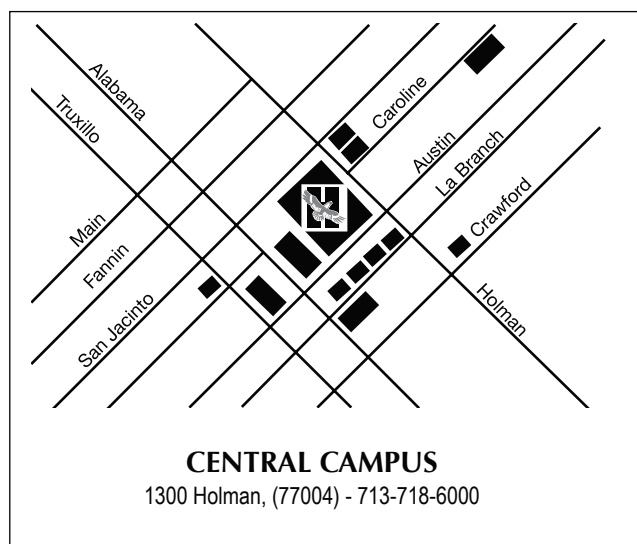 Alabama
Truxillo
Caroline
Austin
La Branch
Crawford
Main
Fannin
San Jacinto
Holman
H
CENTRAL CAMPUS
1300 Holman, (77004) - 713-718-6000